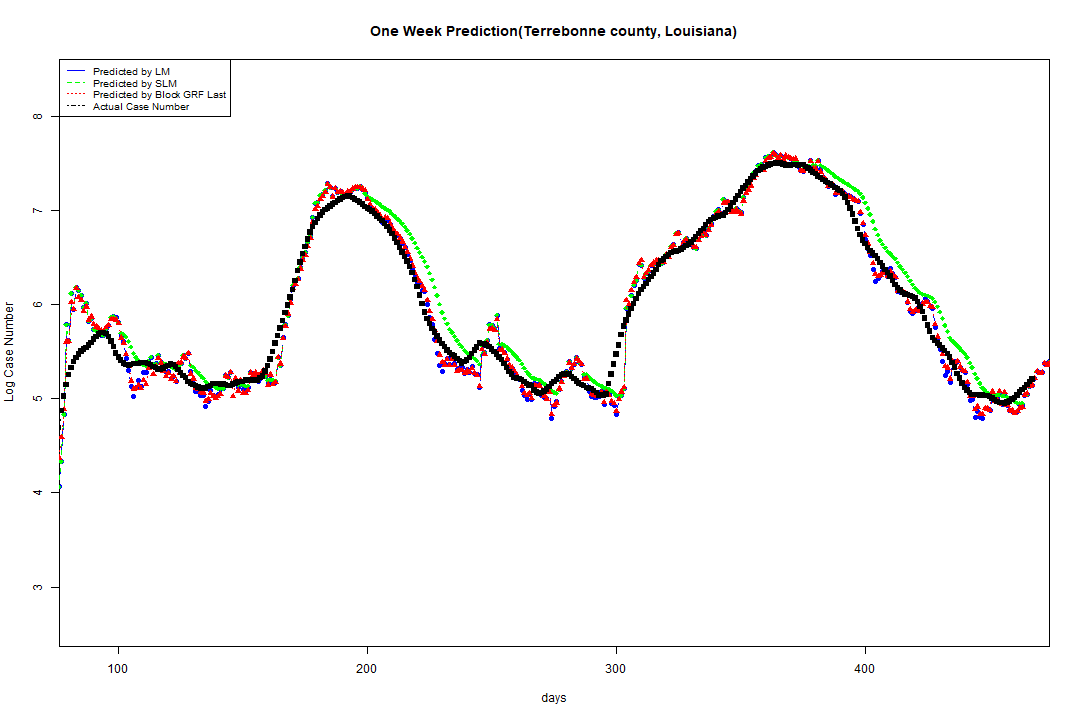 One Week Prediction(Terrebonne county, Louisiana)
Predicted by LM
Predicted by SLM
Predicted by Block GRF Last
Actual Case Number
8
7
6
5
4
3
Log Case Number
100 200 300 400
days